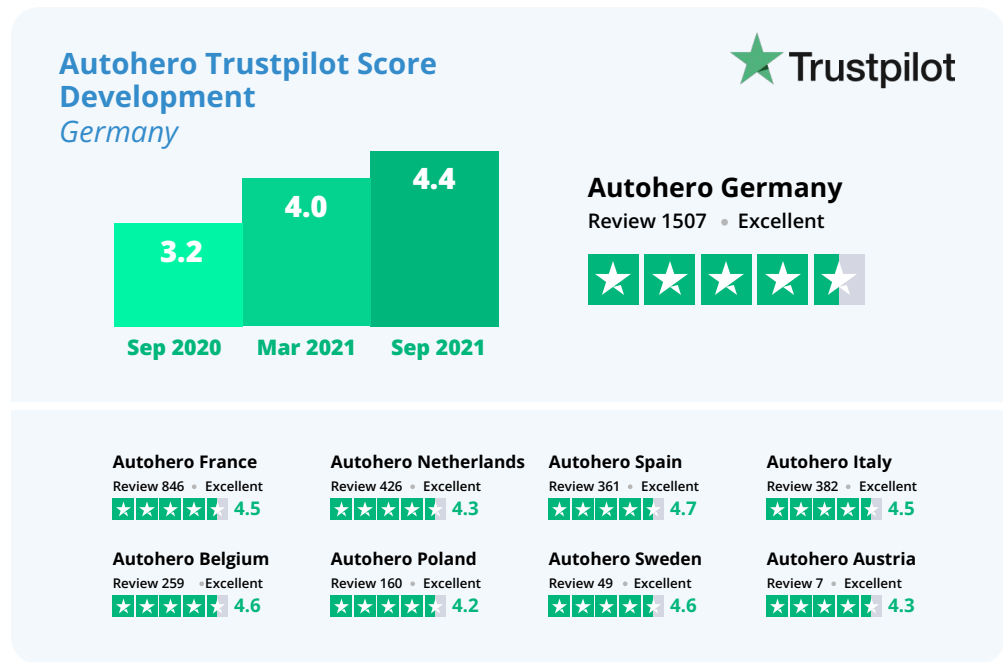 Autohero Trustpilot Score
Development
Germany
Trustpilot
3.2
4.0
4.4
Sep 2020
Mar 2021
Sep 2021
Autohero Germany
Review 1507 • Excellent
Autohero France
Review 846 • Excellent
4.5
Autohero Netherlands
Review 426 • Excellent
4.3
Autohero Spain
Review 361 • Excellent
4.7
Autohero Italy
Review 382 • Excellent
4.5
Autohero Belgium
Review 259 •Excellent
4.6
Autohero Poland
Review 160 • Excellent
4.2
Autohero Sweden
Review 49 • Excellent
4.6
Autohero Austria
Review 7 • Excellent
4.3